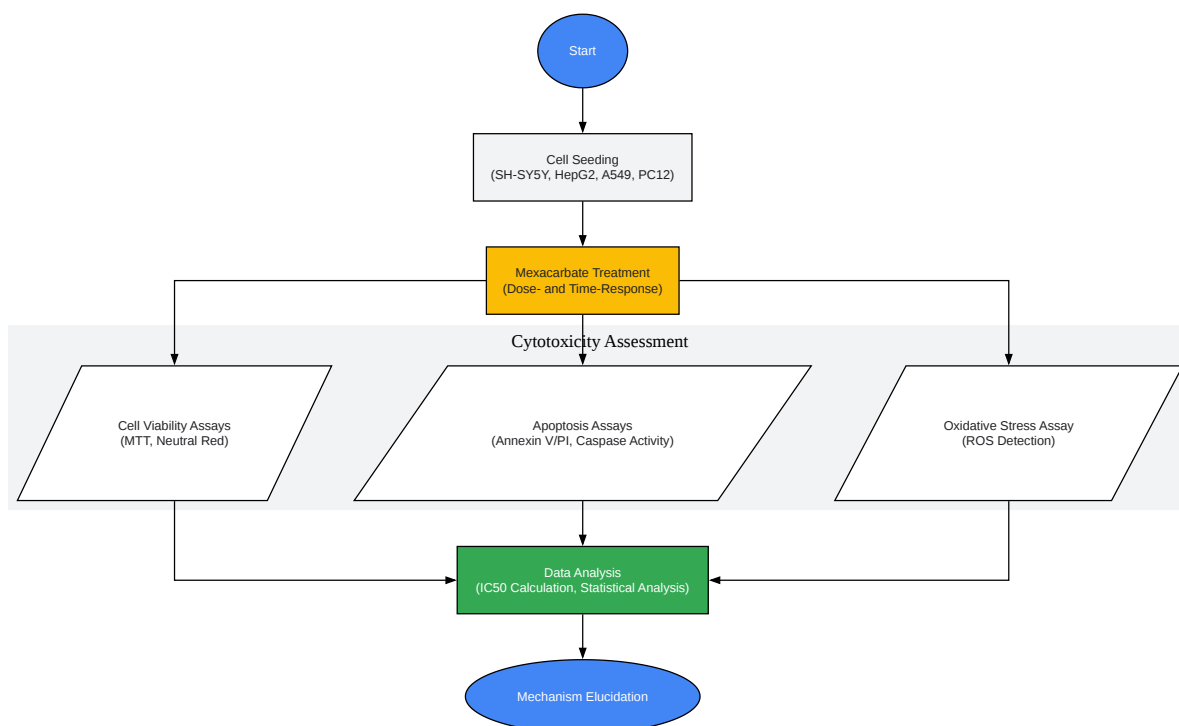 Start
Cell Seeding
(SH-SY5Y, HepG2, A549, PC12)
Mexacarbate Treatment
(Dose- and Time-Response)
Cytotoxicity Assessment
Cell Viability Assays
(MTT, Neutral Red)
Apoptosis Assays
(Annexin V/PI, Caspase Activity)
Oxidative Stress Assay
(ROS Detection)
Data Analysis
(IC50 Calculation, Statistical Analysis)
Mechanism Elucidation